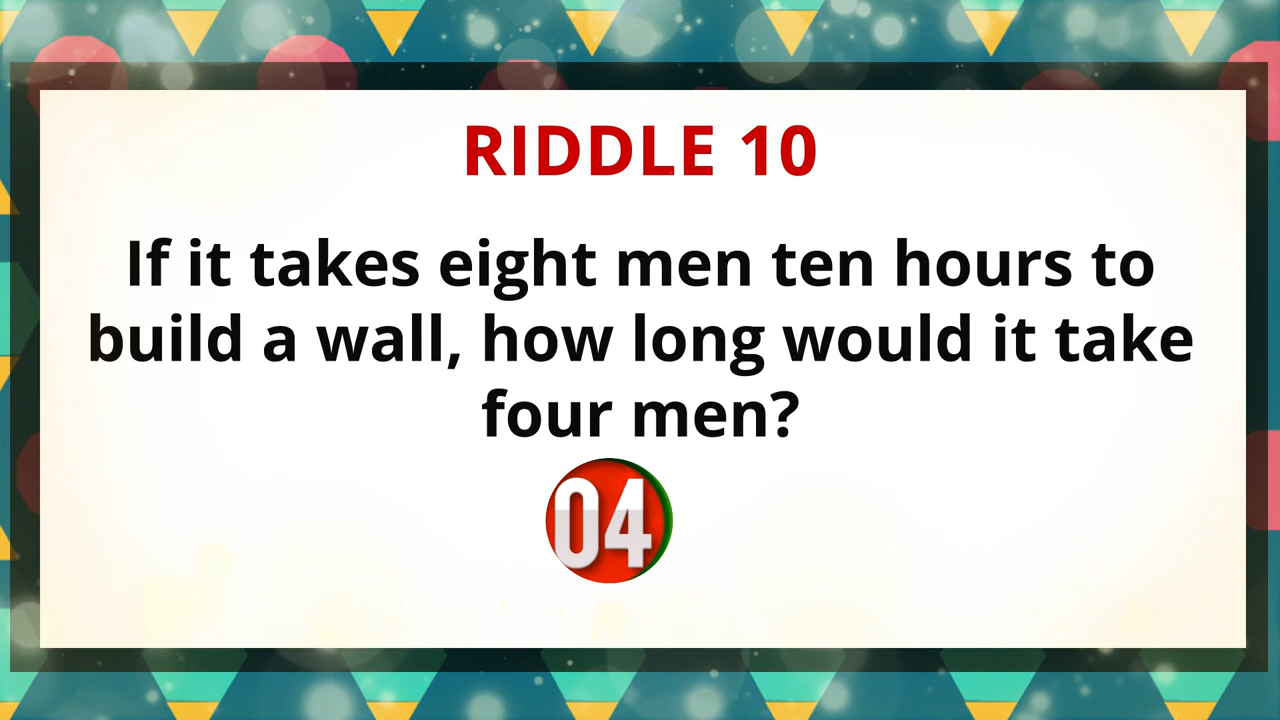 RIDDLE 10
If it takes eight men ten hours to
build a wall, how long would it take
four men?
04